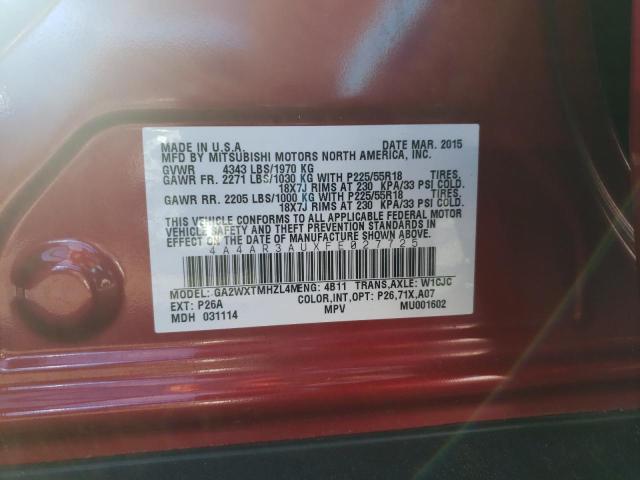 MADE IN U.S.A. DATE MAR. 2015
MFD BY MITSUBISHI MOTORS NORTH AMERICA, INC.
GVWR 4343 LBS/1970 KG
GAWR FR. 2271 LBS/1030 KG WITH P225/55R18 TIRES,
18X7J RIMS AT 230 KPA/33 PSI COLD.
GAWR RR. 2205 LBS/1000 KG WITH P225/55R18 TIRES,
18X7J RIMS AT 230 KPA/33 PSI COLD.
THIS VEHICLE CONFORMS TO ALL APPLICABLE FEDERAL MOTOR
VEHICLE SAFETY AND THEFT PREVENTION STANDARDS IN
EFFECT ON THE DATE OF MANUFACTURE SHOWN ABOVE.
4A4AR3AUXFE027725
MODEL: GA2WXTMHZL4M ENG: 4B11 TRANS,AXLE: W1CJC
EXT: P26A COLOR,INT,OPT: P26,71X,A07
MDH 031114 MPV MU001602